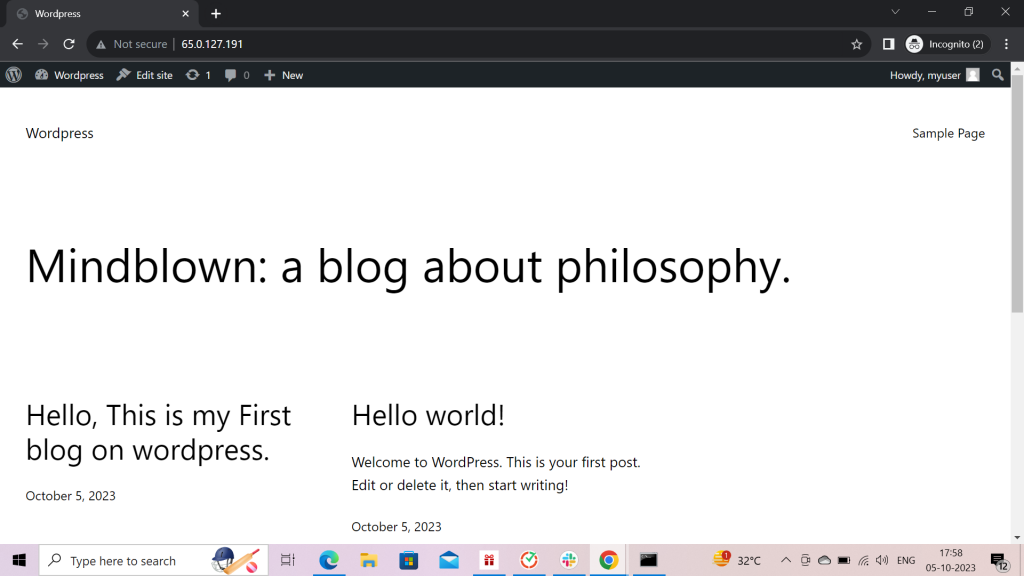 Wordpress
Not secure 65.0.127.191 Incognito (2)
Wordpress Edit site 1 0 New Howdy, myuser
Wordpress Sample Page
Mindblown: a blog about philosophy.
Hello, This is my First
blog on wordpress.
October 5, 2023
Hello world!
Welcome to WordPress. This is your first post.
Edit or delete it, then start writing!
October 5, 2023
Type here to search 32°C ENG 17:58
05-10-2023 12